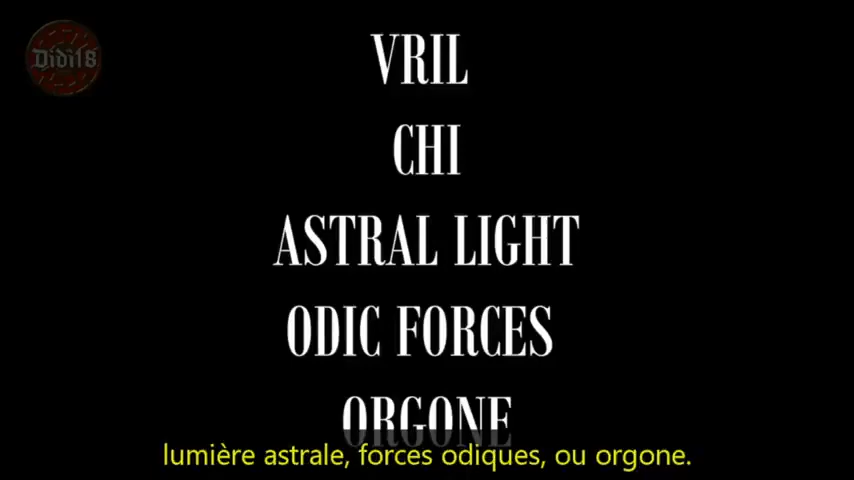 Didi18
VRIL
CHI
ASTRAL LIGHT
ODIC FORCES
ORGONE
lumière astrale, forces odiques, ou orgone.